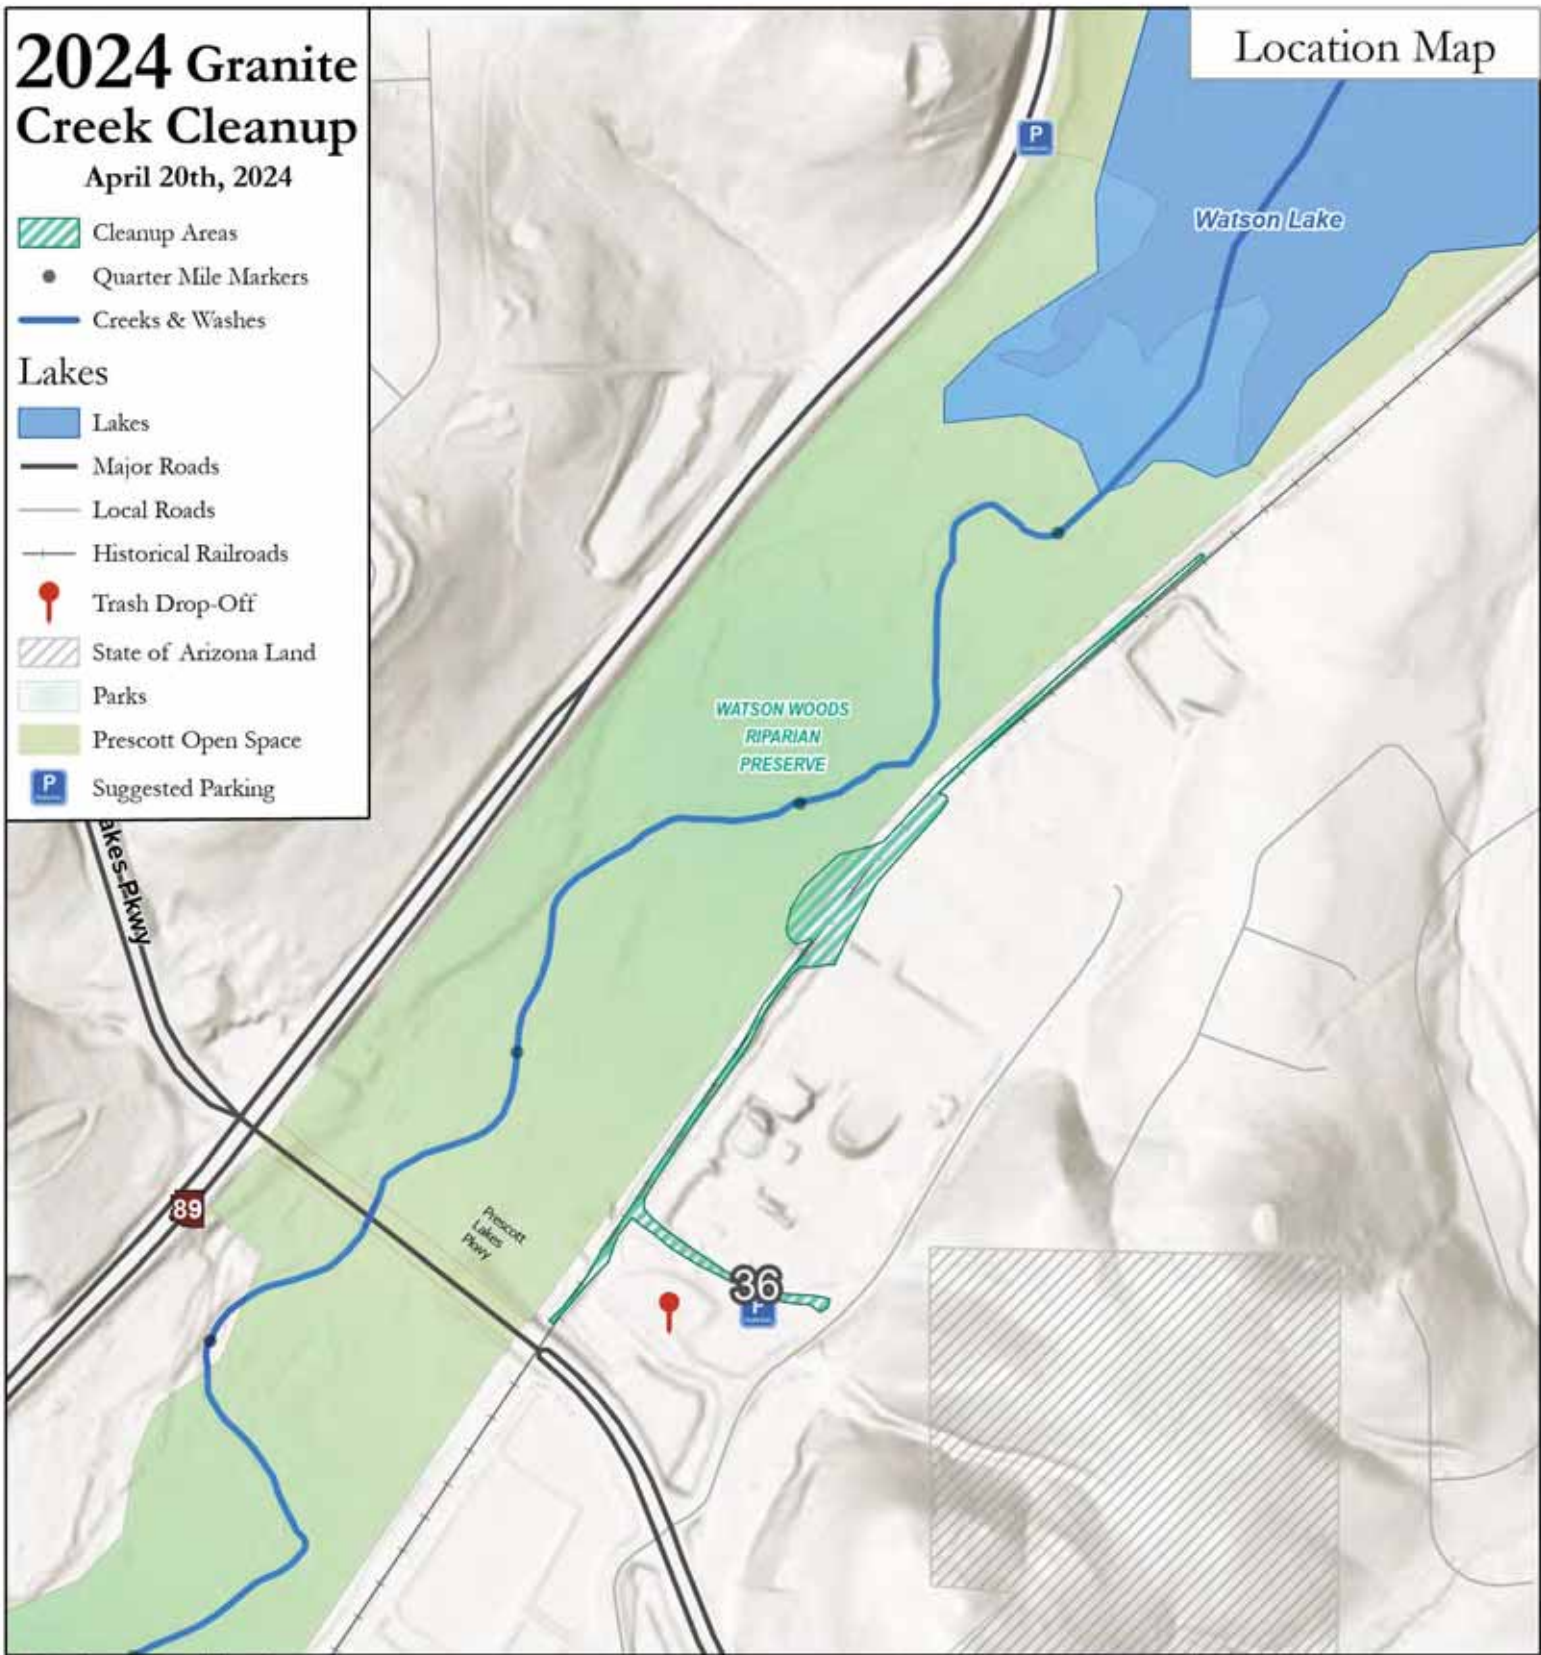 2024 Granite
Creek Cleanup
April 20th, 2024
Cleanup Areas
Quarter Mile Markers
Creeks & Washes
Lakes
Lakes
Major Roads
Local Roads
Historical Railroads
Trash Drop-Off
State of Arizona Land
Parks
Prescott Open Space
P
Suggested Parking
Location Map
P
Watson Lake
WATSON WOODS
RIPARIAN
PRESERVE
akes Pkwy
89
Prescott
Lakes
Pkwy
36
P